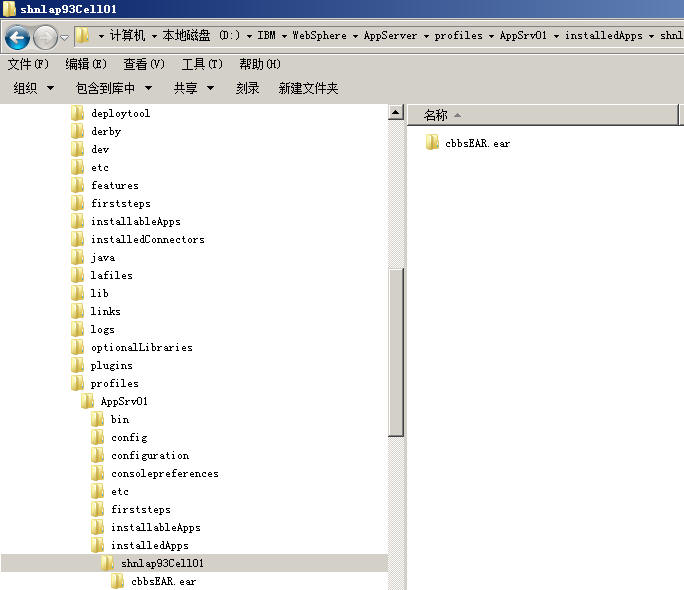 shnlap93Cell01
计算机 本地磁盘 (D:) IBM WebSphere AppServer profiles AppSrv01 installedApps shnl
文件(F) 编辑(E) 查看(V) 工具(T) 帮助(H)
组织 包含到库中 共享 刻录 新建文件夹
deploytool
derby
dev
etc
features
firststeps
installableApps
installedConnectors
java
lafiles
lib
links
logs
optionalLibraries
plugins
profiles
AppSrv01
bin
config
configuration
consolepreferences
etc
firststeps
installableApps
installedApps
shnlap93Cell01
cbbsEAR.ear
名称
cbbsEAR.ear